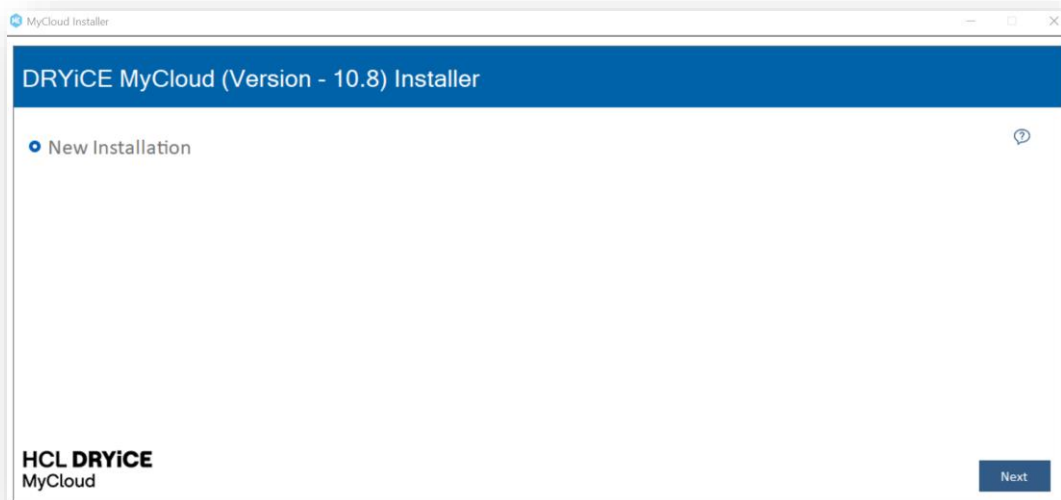 MyCloud Installer
DRYiCE MyCloud (Version - 10.8) Installer
New Installation
HCL DRYiCE
MyCloud
Next